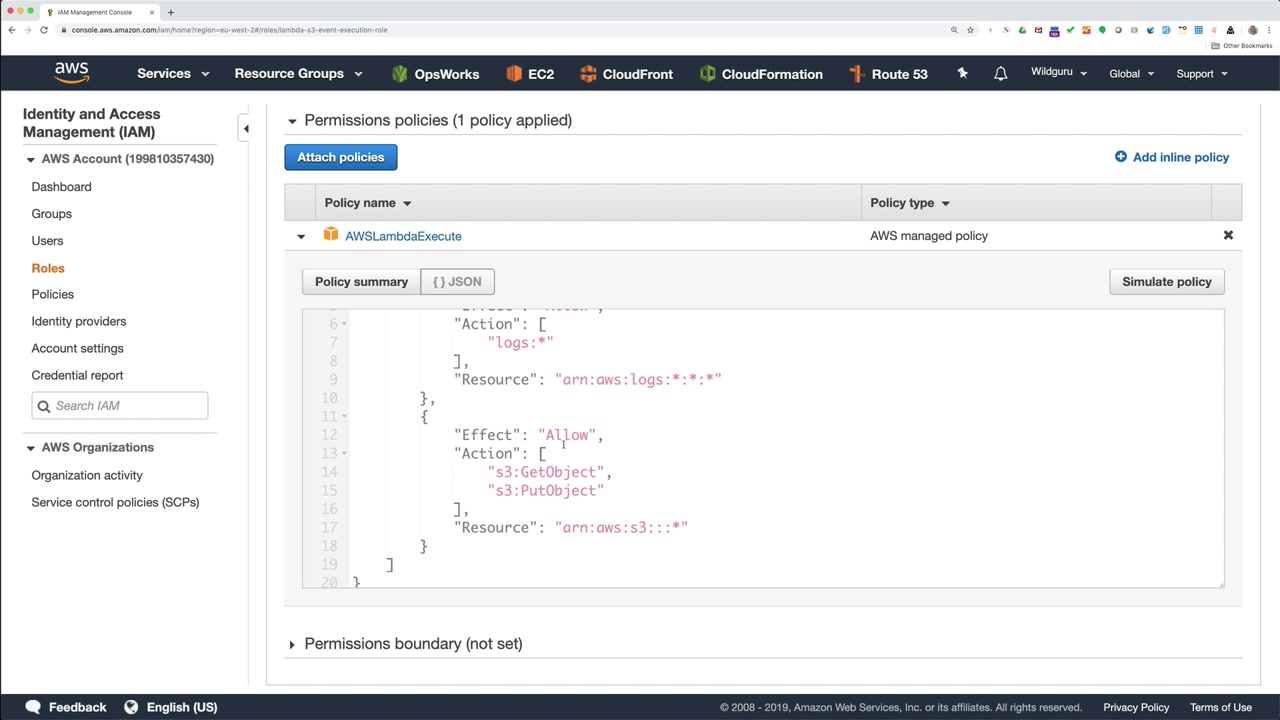 IAM Management Console
console.aws.amazon.com/iam/home?region=eu-west-2#/roles/lambda-s3-event-execution-role
Other Bookmarks
aws Services Resource Groups OpsWorks EC2 CloudFront CloudFormation Route 53 Wildguru Global Support
Identity and Access
Management (IAM)
AWS Account (199810357430)
Dashboard
Groups
Users
Roles
Policies
Identity providers
Account settings
Credential report
Search IAM
AWS Organizations
Organization activity
Service control policies (SCPs)
Permissions policies (1 policy applied)
Attach policies
Add inline policy
Policy name Policy type
AWSLambdaExecute AWS managed policy
Policy summary { } JSON Simulate policy
"Effect": "Allow",
6 "Action": [
7 "logs:*"
8 ],
9 "Resource": "arn:aws:logs:*:*:*"
10 },
11 {
12 "Effect": "Allow",
13 "Action": [
14 "s3:GetObject",
15 "s3:PutObject"
16 ],
17 "Resource": "arn:aws:s3:::*"
18 }
19 ]
20 }
Permissions boundary (not set)
Feedback English (US) © 2008 - 2019, Amazon Web Services, Inc. or its affiliates. All rights reserved. Privacy Policy Terms of Use